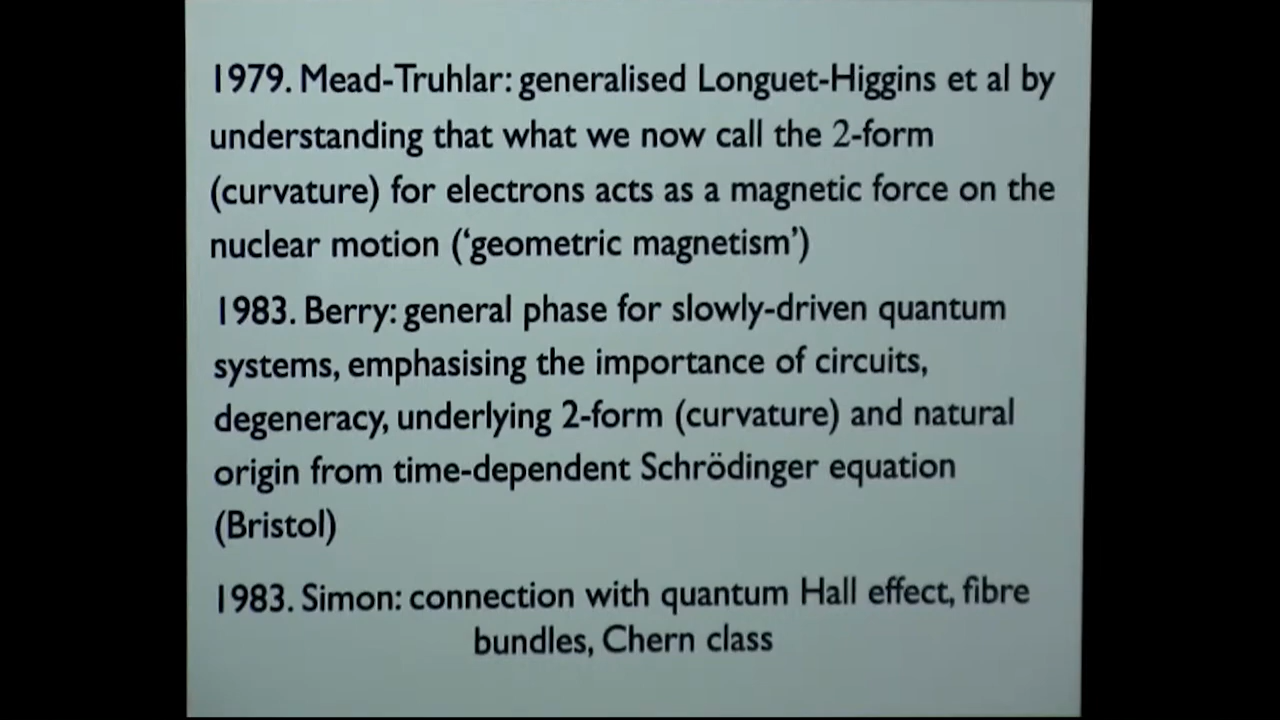 1979. Mead-Truhlar: generalised Longuet-Higgins et al by
understanding that what we now call the 2-form
(curvature) for electrons acts as a magnetic force on the
nuclear motion (‘geometric magnetism’)
1983. Berry: general phase for slowly-driven quantum
systems, emphasising the importance of circuits,
degeneracy, underlying 2-form (curvature) and natural
origin from time-dependent Schrödinger equation
(Bristol)
1983. Simon: connection with quantum Hall effect, fibre
bundles, Chern class